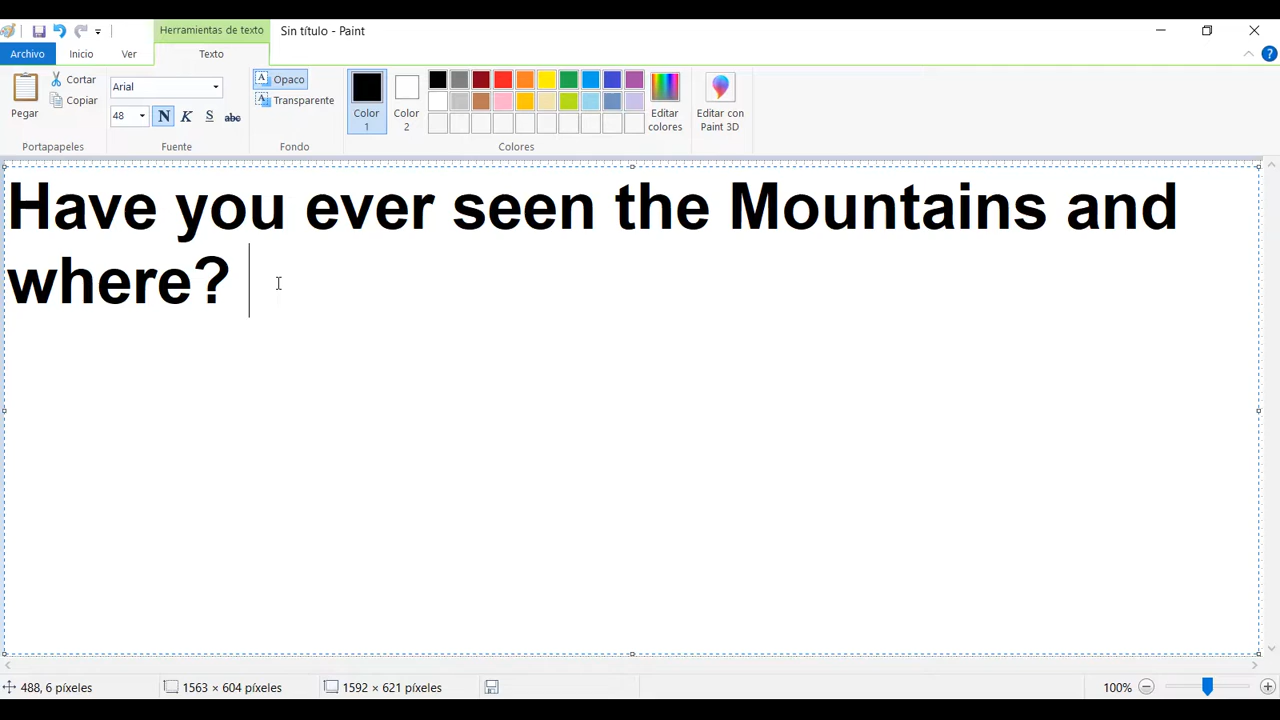 Herramientas de texto Sin título - Paint
Archivo Inicio Ver Texto
Pegar Cortar Copiar
Portapapeles
Arial
48 N K S abc
Fuente
Opaco
Transparente
Fondo
Color 1
Color 2
Editar colores
Colores
Editar con Paint 3D
Have you ever seen the Mountains and
where?
488, 6 píxeles 1563 × 604 píxeles 1592 × 621 píxeles 100%